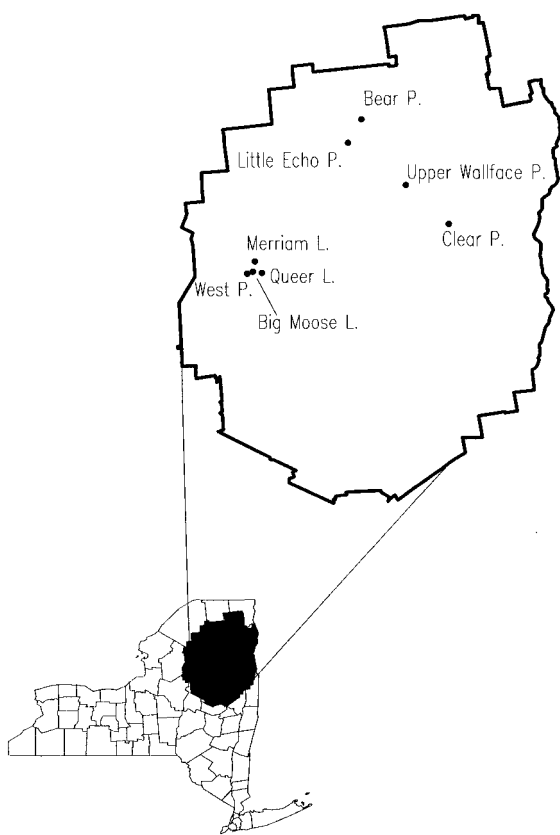 Bear P.
Little Echo P.
Upper Wallface P.
Clear P.
Merriam L.
West P.
Queer L.
Big Moose L.